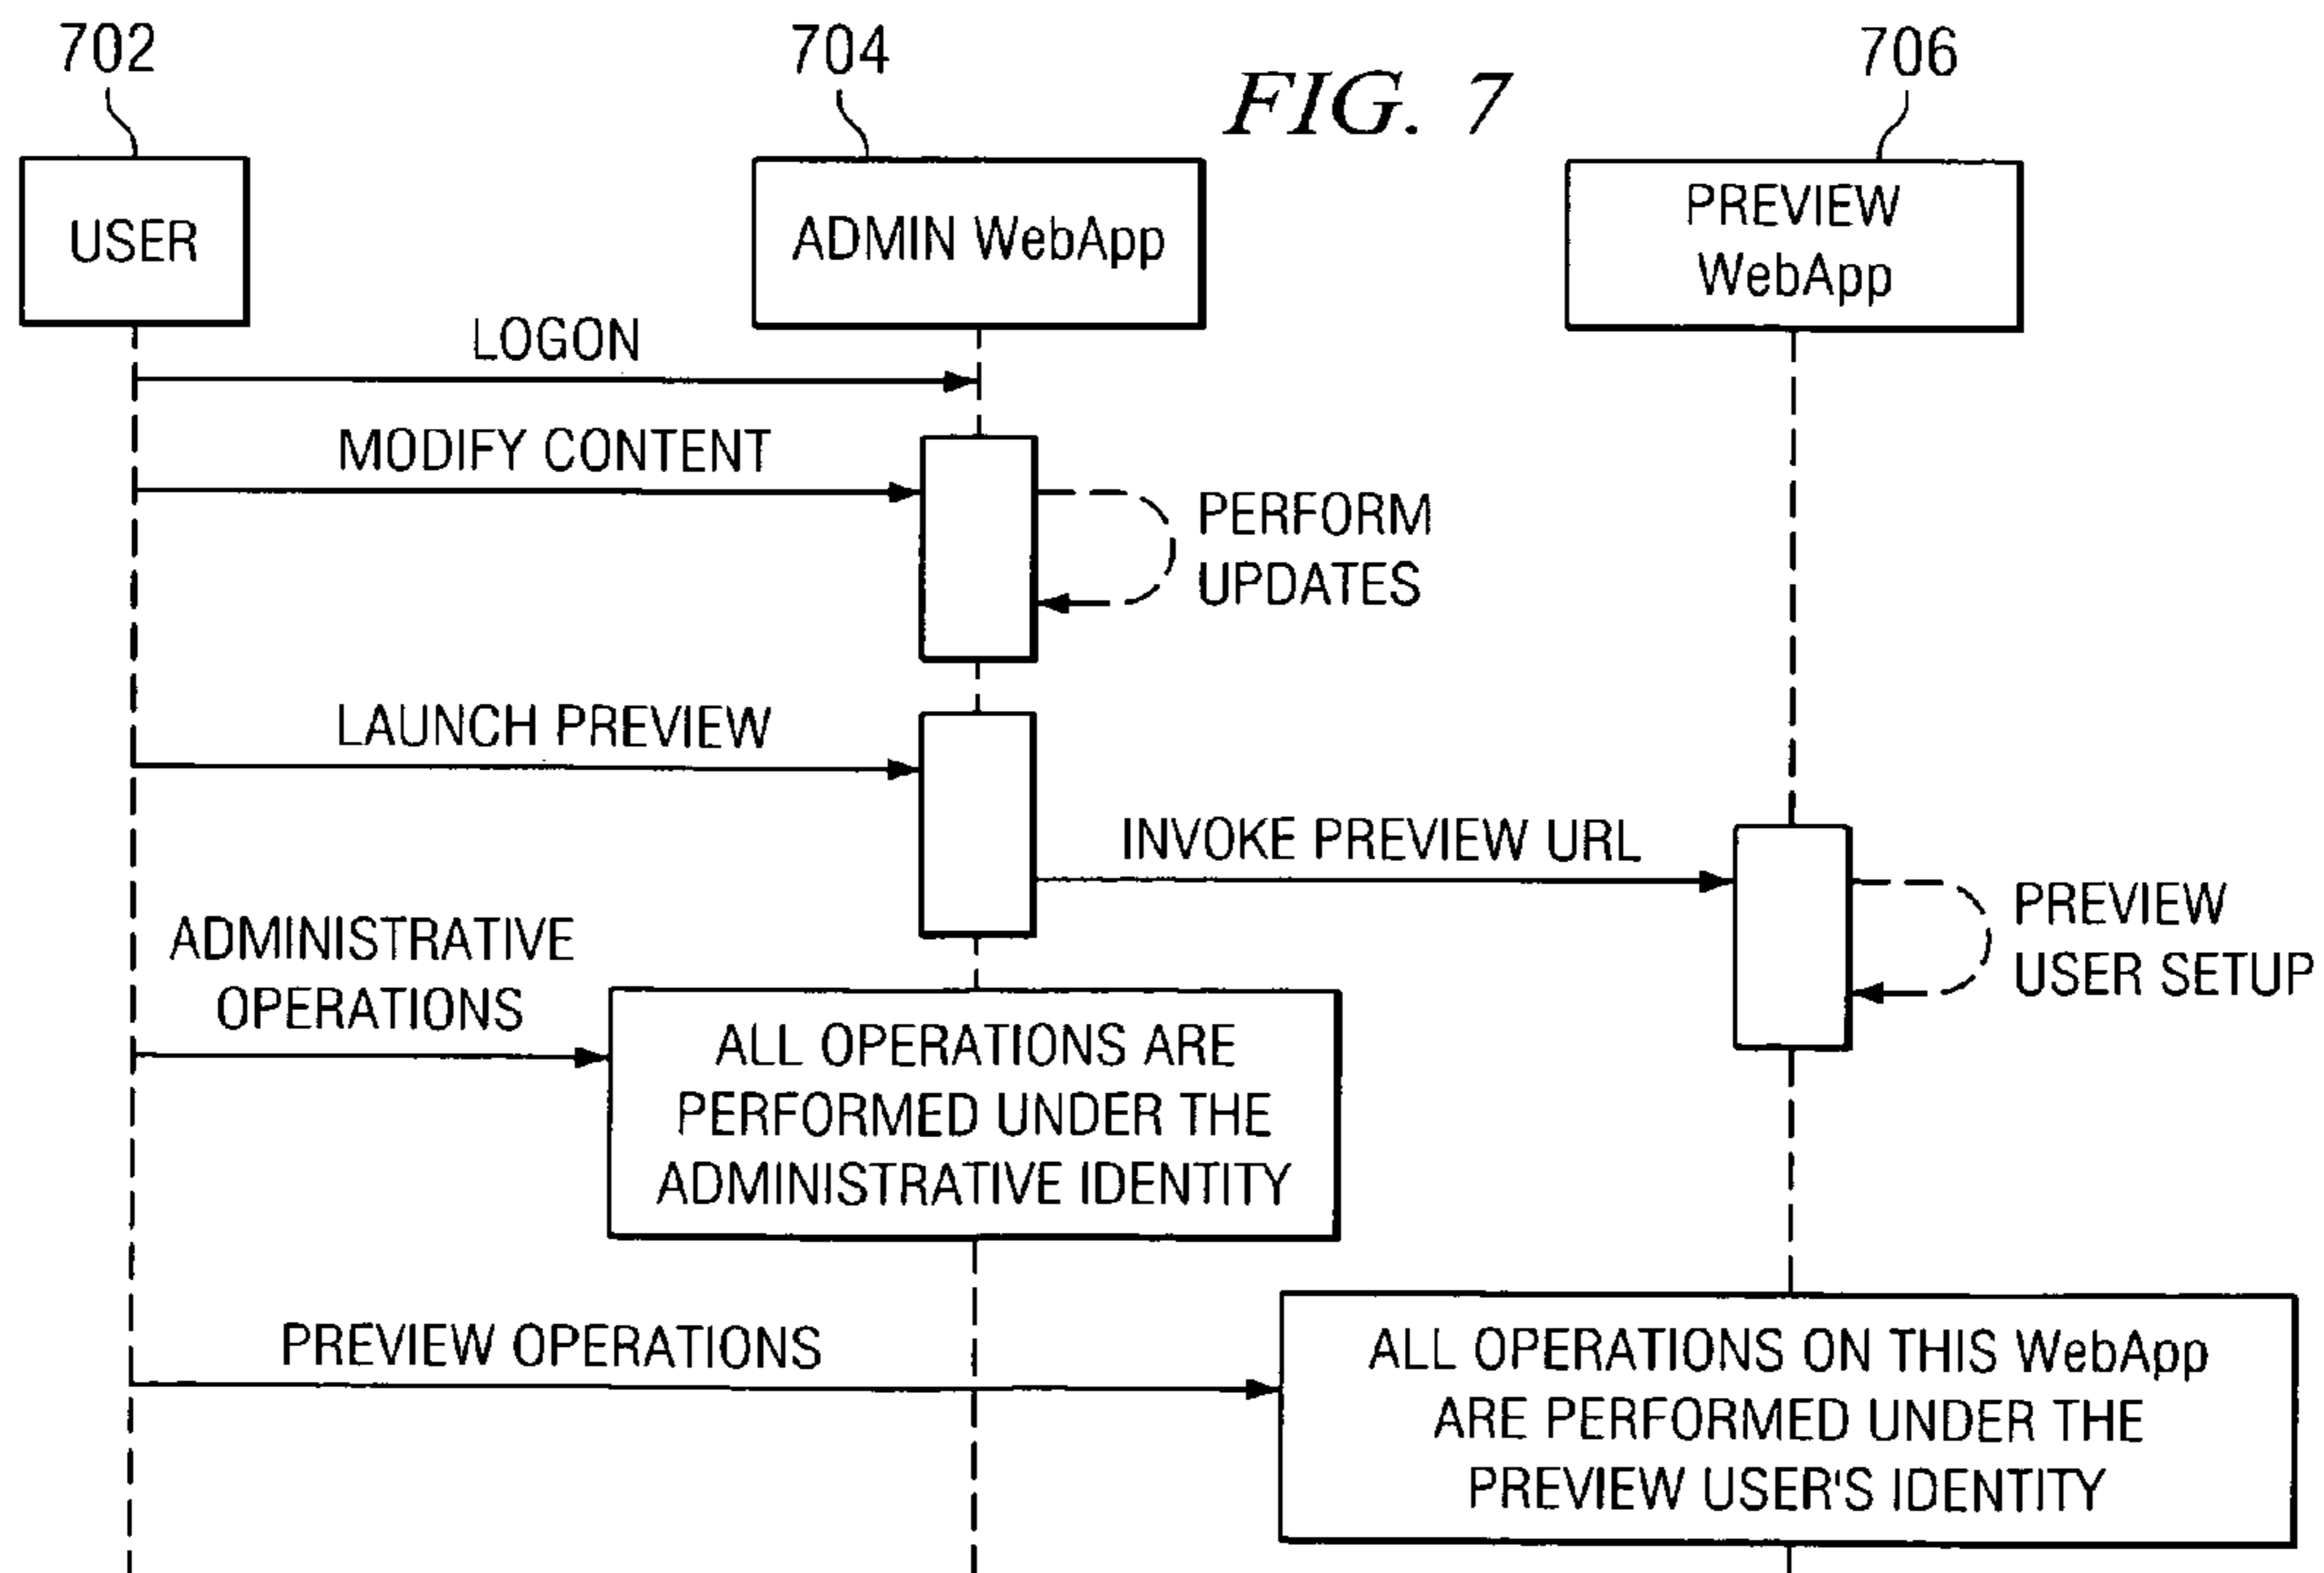 702
704
FIG. 7
706
USER
ADMIN WebApp
PREVIEW
WebApp
LOGON
MODIFY CONTENT
PERFORM
UPDATES
LAUNCH PREVIEW
INVOKE PREVIEW URL
PREVIEW
USER SETUP
ADMINISTRATIVE
OPERATIONS
ALL OPERATIONS ARE
PERFORMED UNDER THE
ADMINISTRATIVE IDENTITY
PREVIEW OPERATIONS
ALL OPERATIONS ON THIS WebApp
ARE PERFORMED UNDER THE
PREVIEW USER'S IDENTITY